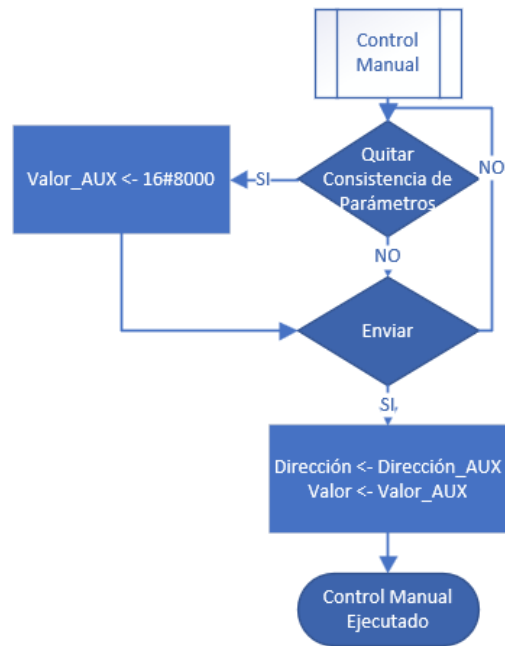 Control
Manual
Quitar
Consistencia de
Parámetros
NO
SI
Valor_AUX <- 16#8000
NO
Enviar
SI
Dirección <- Dirección_AUX
Valor <- Valor_AUX
Control Manual
Ejecutado